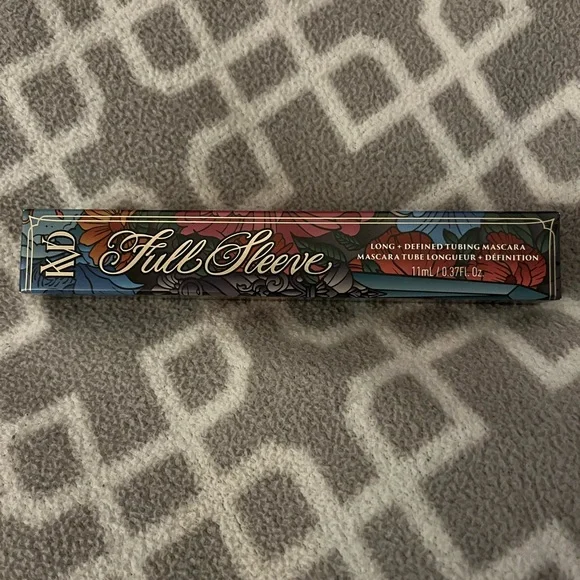 KVD
Full Sleeve
LONG + DEFINED TUBING MASCARA
MASCARA TUBE LONGUEUR + DÉFINITION
11mL / 0.37FL. Oz.